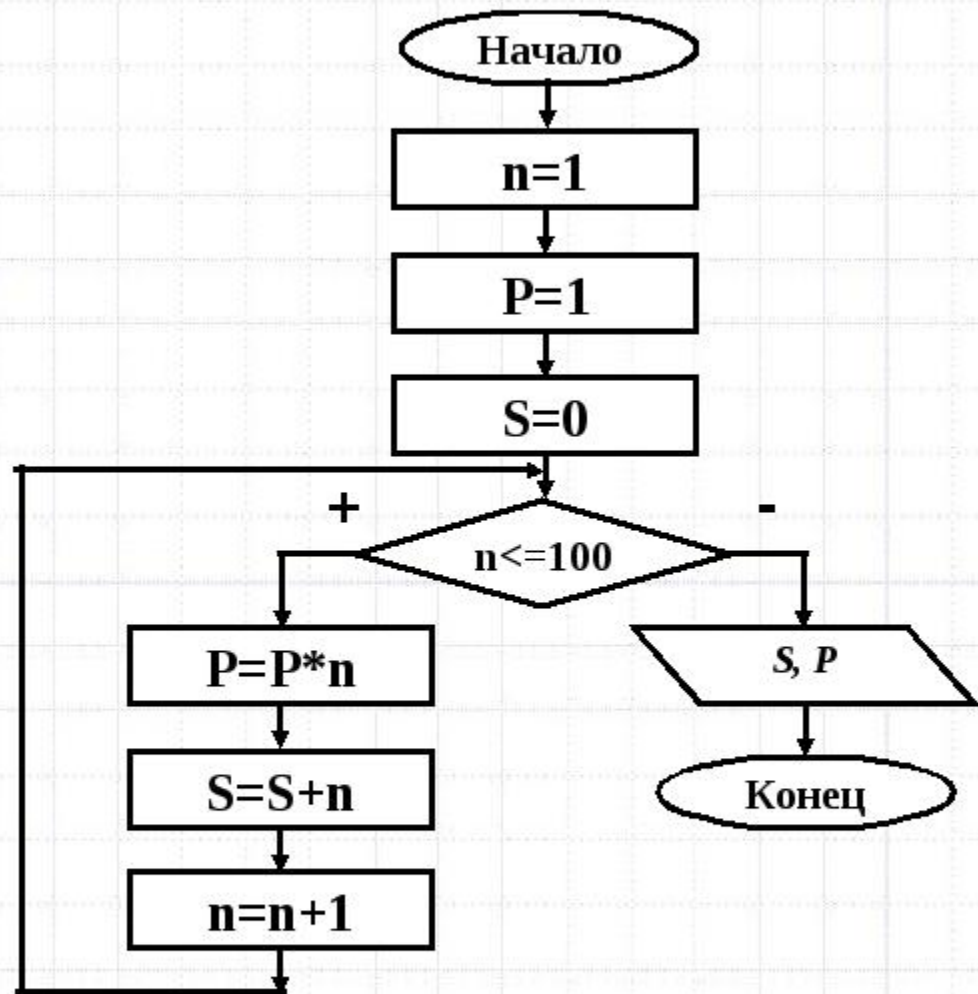 Начало
n=1
P=1
S=0
+
-
n<=100
P=P*n
S, P
S=S+n
Конец
n=n+1